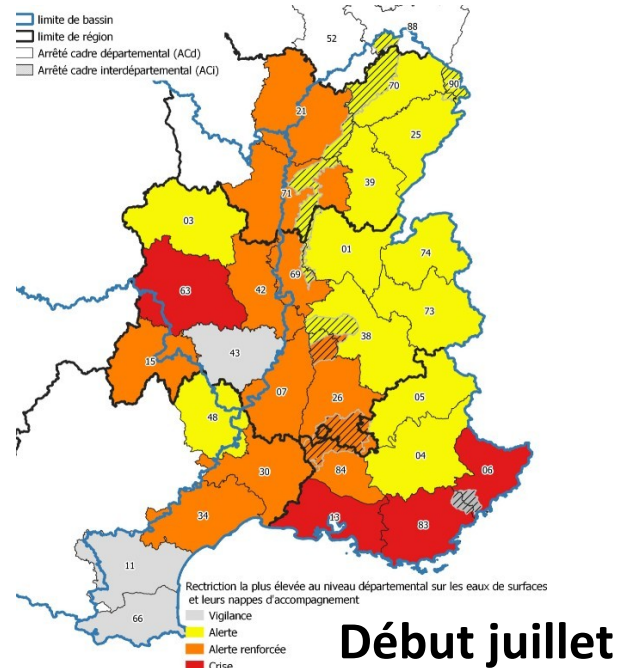 limite de bassin
limite de région
Arrêté cadre départemental (ACd)
Arrêté cadre interdépartemental (ACi)
52
88
70
90
21
25
39
71
03
01
74
69
63
42
73
38
43
15
07
26
05
48
04
06
30
84
34
13
83
11
66
Rectriction la plus élevée au niveau départemental sur les eaux de surfaces
et leurs nappes d'accompagnement
Vigilance
Alerte
Alerte renforcée
Crise
Début juillet